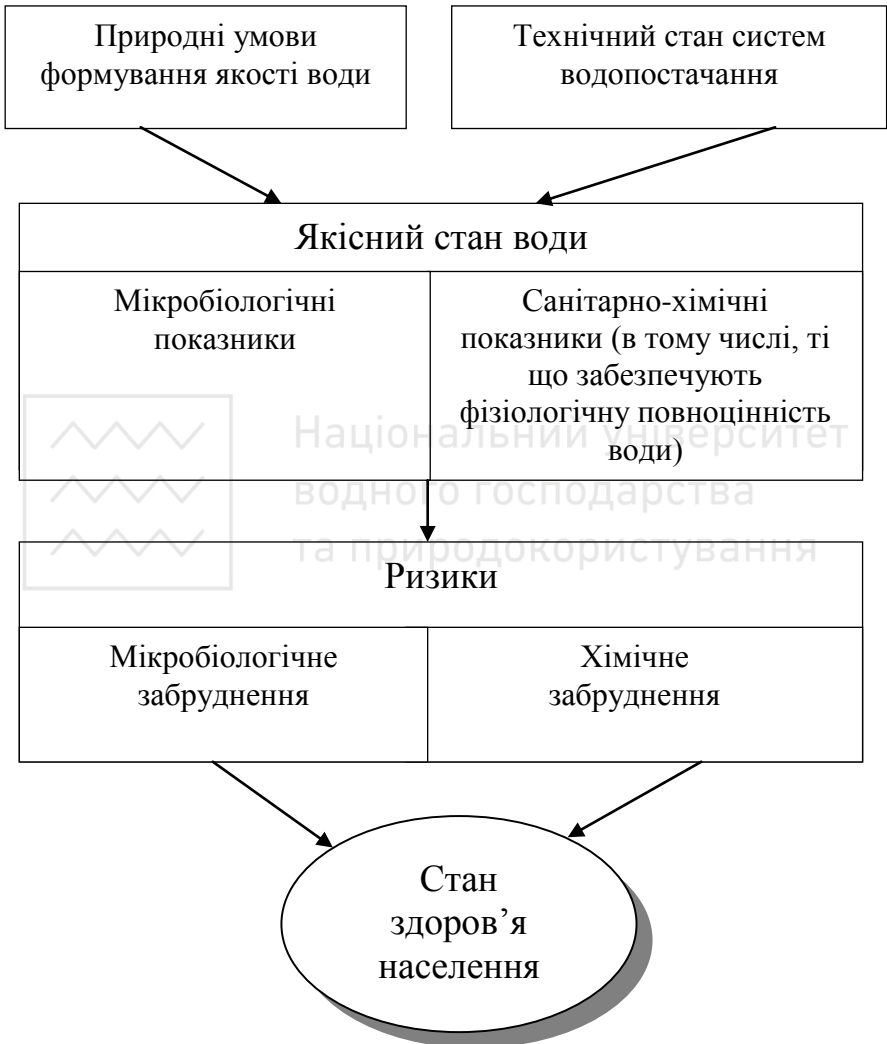 Природні умови
формування якості води
Технічний стан систем
водопостачання
Якісний стан води
Мікробіологічні
показники
Санітарно-хімічні
показники (в тому числі, ті
що забезпечують
фізіологічну повноцінність
води)
Національний університет
водного господарства
та природокористування
Ризики
Мікробіологічне
забруднення
Хімічне
забруднення
Стан
здоров’я
населення